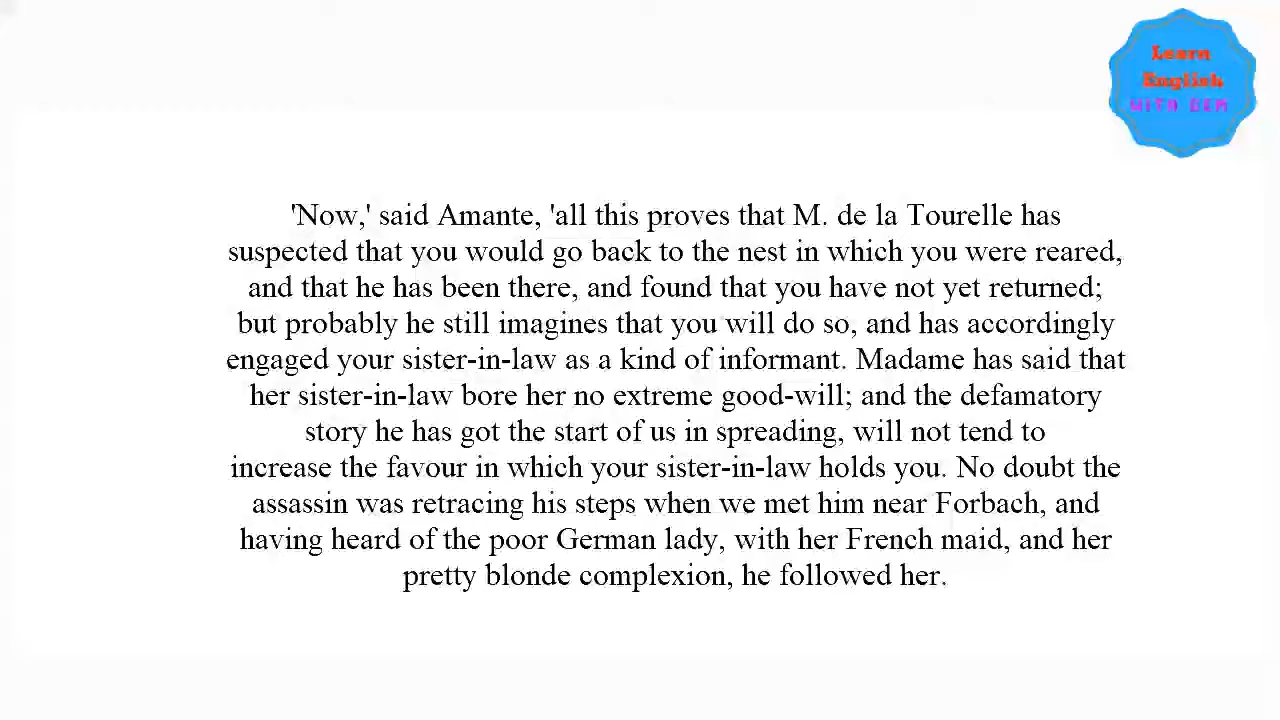 Learn
English
WITH GEM
'Now,' said Amante, 'all this proves that M. de la Tourelle has
suspected that you would go back to the nest in which you were reared,
and that he has been there, and found that you have not yet returned;
but probably he still imagines that you will do so, and has accordingly
engaged your sister-in-law as a kind of informant. Madame has said that
her sister-in-law bore her no extreme good-will; and the defamatory
story he has got the start of us in spreading, will not tend to
increase the favour in which your sister-in-law holds you. No doubt the
assassin was retracing his steps when we met him near Forbach, and
having heard of the poor German lady, with her French maid, and her
pretty blonde complexion, he followed her.